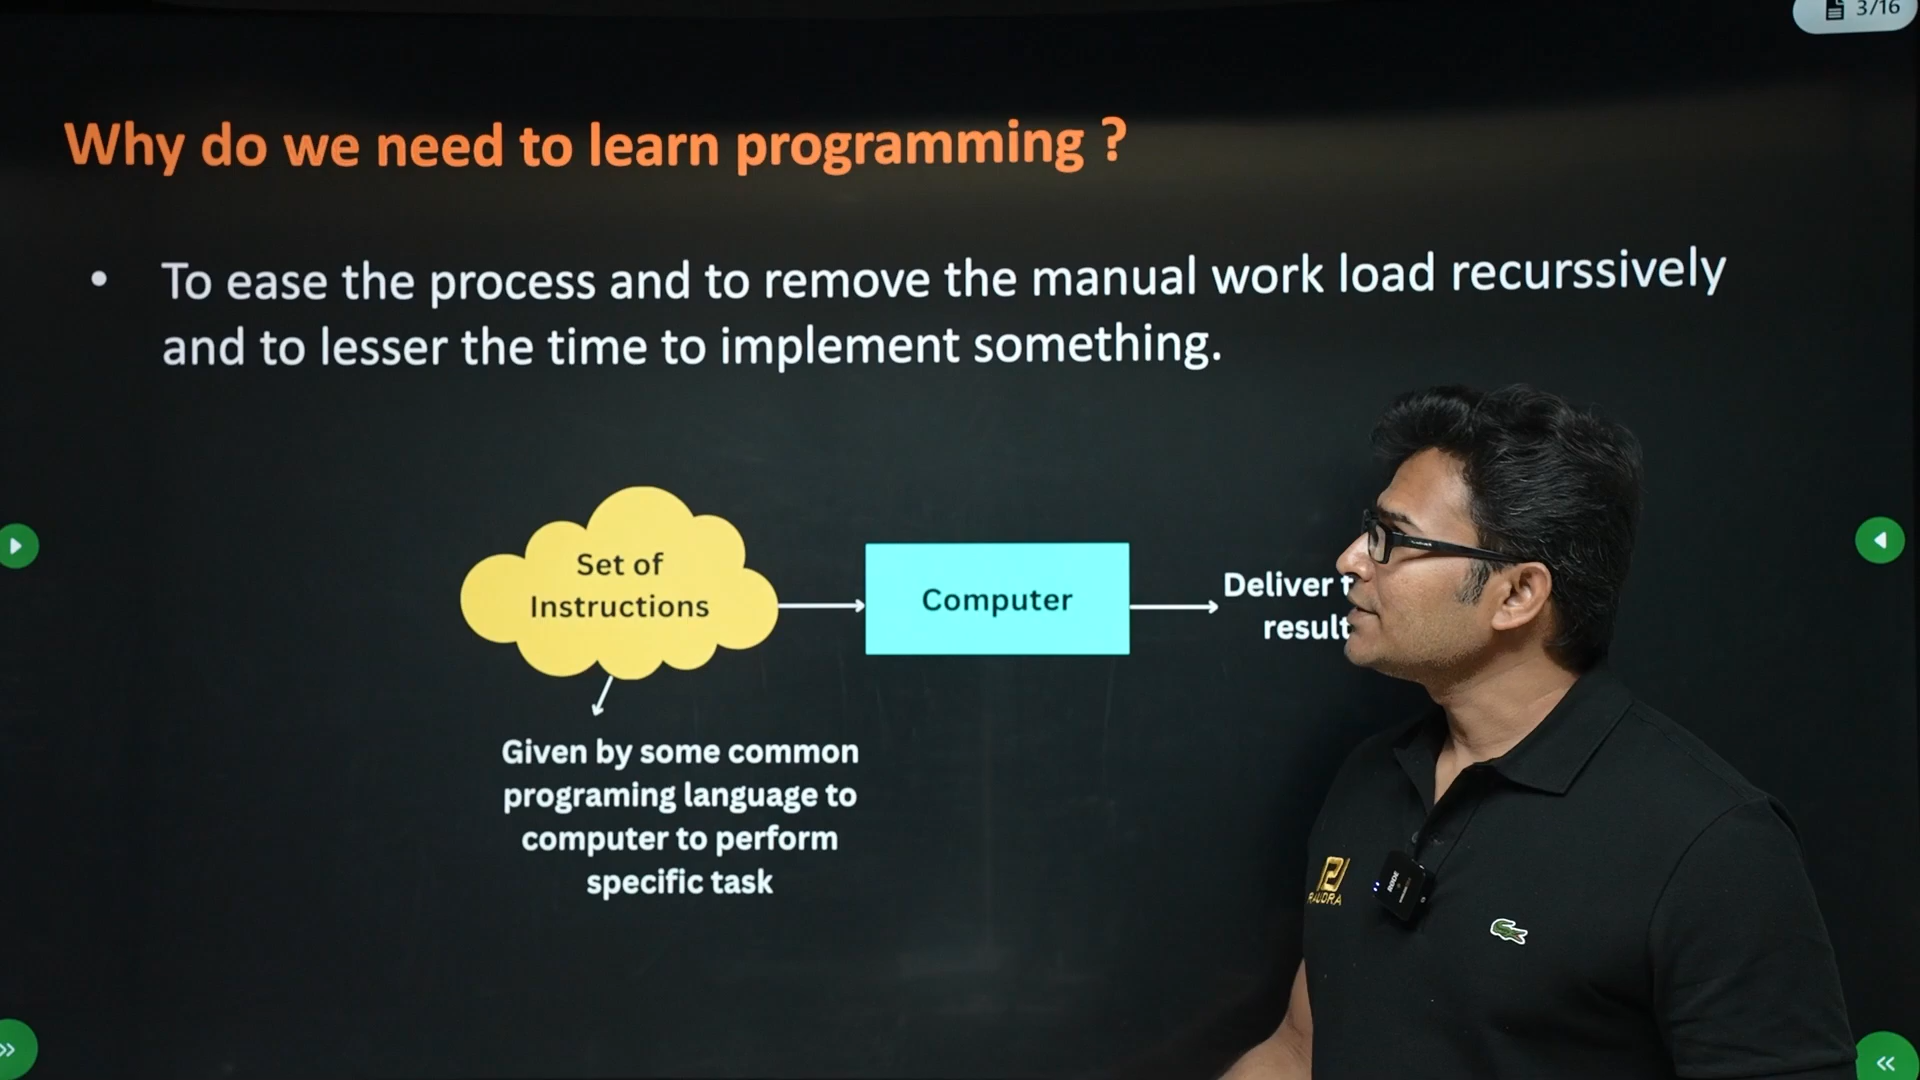 3/16
Why do we need to learn programming ?
• To ease the process and to remove the manual work load recurssively
and to lesser the time to implement something.
Set of
Instructions
Computer
Deliver t
result
Given by some common
programing language to
computer to perform
specific task
RØDE
RAUDRA